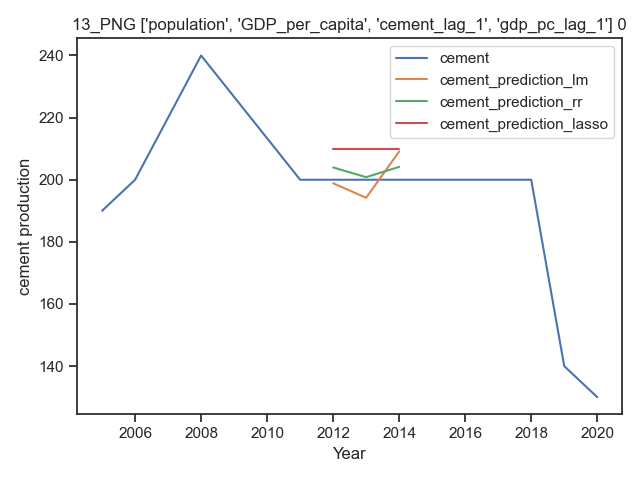 13_PNG ['population', 'GDP_per_capita', 'cement_lag_1', 'gdp_pc_lag_1'] 0
cement
cement_prediction_lm
cement_prediction_rr
cement_prediction_lasso
cement production
240
220
200
180
160
140
2006 2008 2010 2012 2014 2016 2018 2020
Year